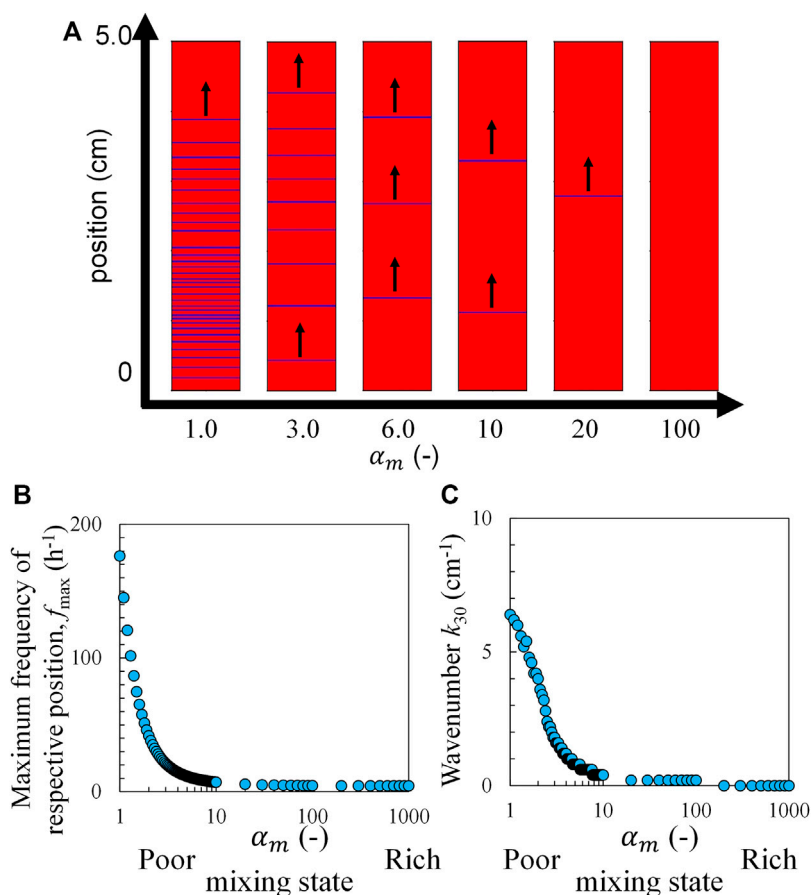 A
5.0
position (cm)
0
1.0 3.0 6.0 10 20 100
αm (-)
B
Maximum frequency of
respective position, fmax (h-1)
200
100
0
1 10 100 1000
αm (-)
Poor Rich
mixing state
C
Wavenumber k30 (cm-1)
10
5
0
1 10 100 1000
αm (-)
Poor Rich
mixing state